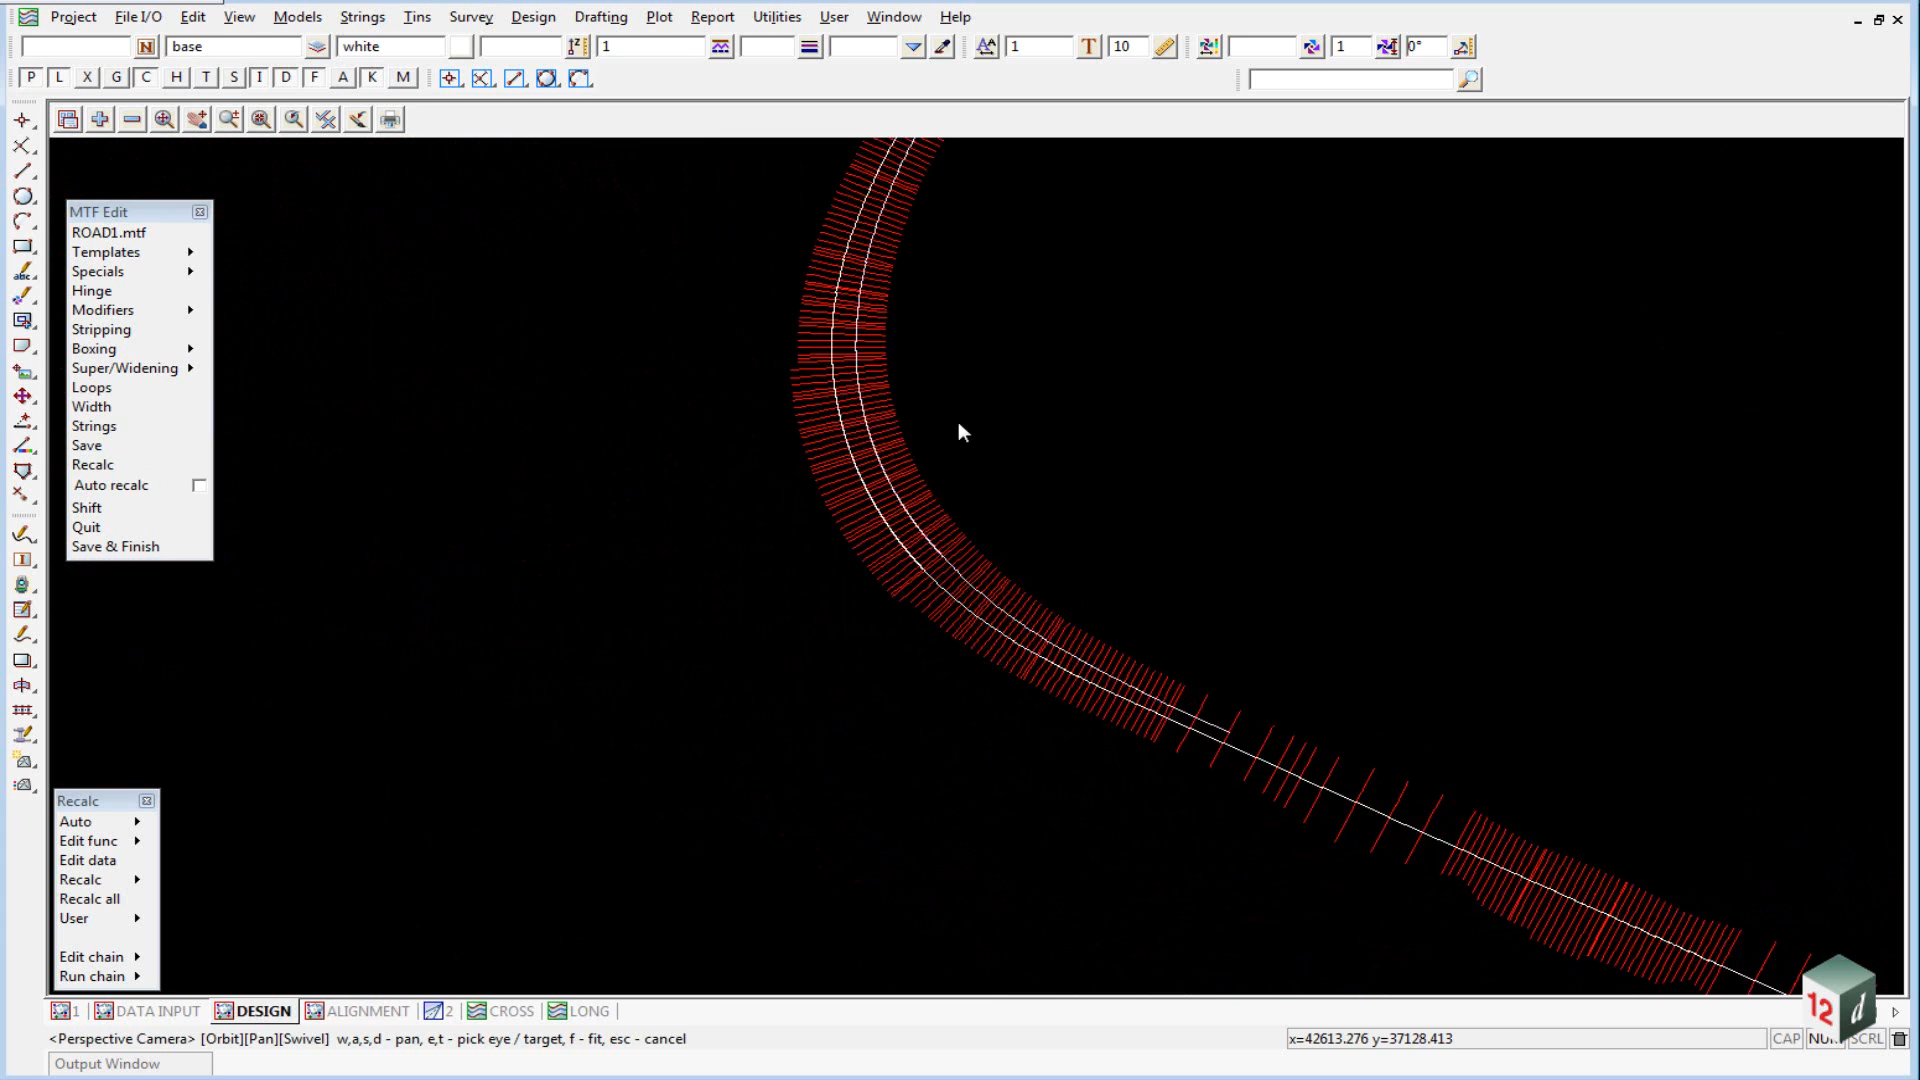 Project File I/O Edit View Models Strings Tins Survey Design Drafting Plot Report Utilities User Window Help
N base white 1 1 T 10 1 0°
P L X G C H T S I D F A K M
MTF Edit
ROAD1.mtf
Templates
Specials
Hinge
Modifiers
Stripping
Boxing
Super/Widening
Loops
Width
Strings
Save
Recalc
Auto recalc
Shift
Quit
Save & Finish
Recalc
Auto
Edit func
Edit data
Recalc
Recalc all
User
Edit chain
Run chain
12 d
1 DATA INPUT DESIGN ALIGNMENT 2 CROSS LONG
<Perspective Camera> [Orbit][Pan][Swivel] w,a,s,d - pan, e,t - pick eye / target, f - fit, esc - cancel x=42613.276 y=37128.413 CAP NUM SCRL
Output Window